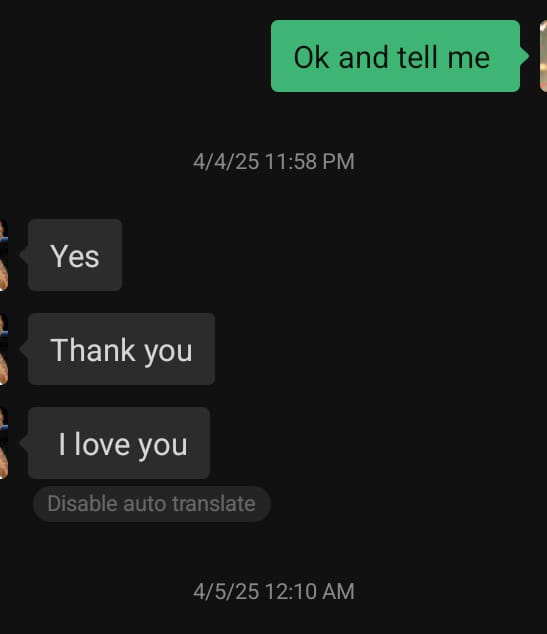 Ok and tell me
4/4/25 11:58 PM
Yes
Thank you
I love you
Disable auto translate
4/5/25 12:10 AM